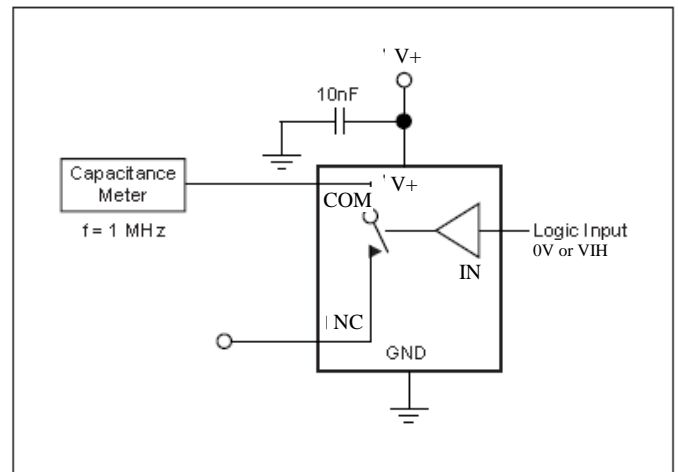 ' V+
10nF
Capacitance
Meter
f = 1 MHz
' V+
COM
Logic Input
0V or VIH
IN
NC
GND